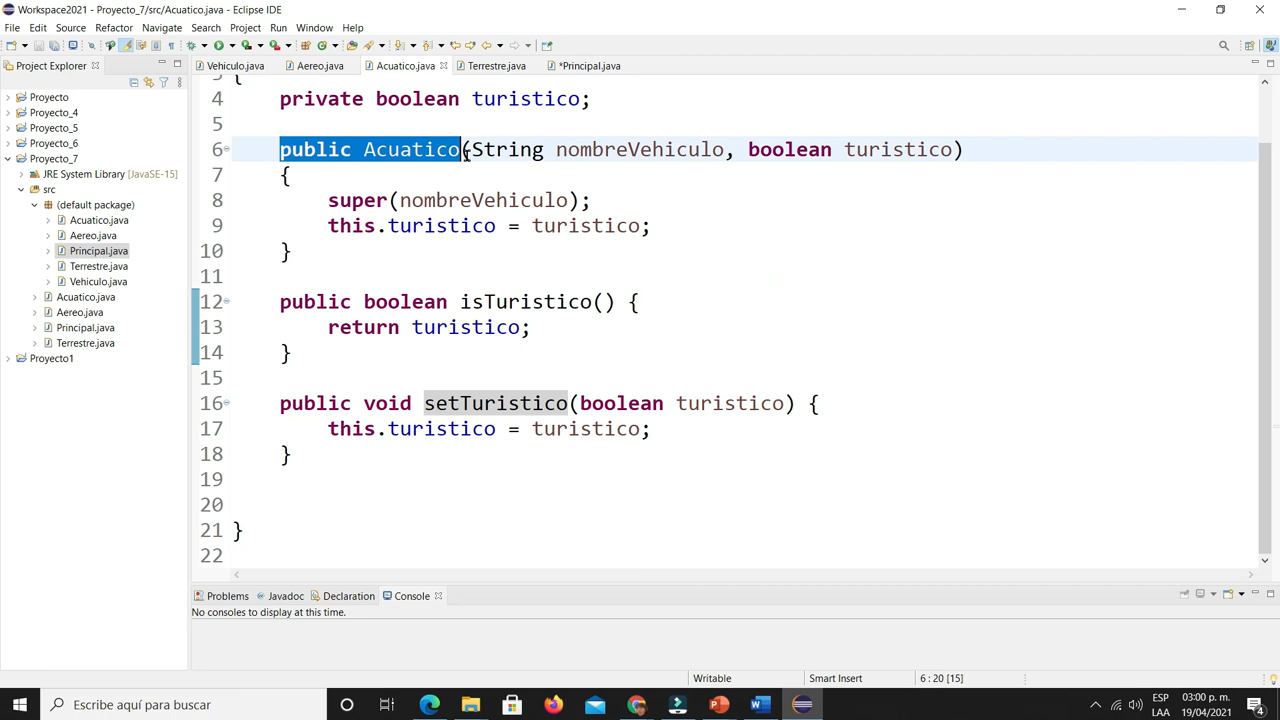 Workspace2021 - Proyecto_7/src/Acuatico.java - Eclipse IDE
File Edit Source Refactor Navigate Search Project Run Window Help
Project Explorer
Vehiculo.java Aereo.java Acuatico.java Terrestre.java *Principal.java
Proyecto
Proyecto_4
Proyecto_5
Proyecto_6
Proyecto_7
JRE System Library [JavaSE-15]
src
(default package)
Acuatico.java
Aereo.java
Principal.java
Terrestre.java
Vehiculo.java
Acuatico.java
Aereo.java
Principal.java
Terrestre.java
Proyecto1
3 {
4 private boolean turistico;
5
6 public Acuatico(String nombreVehiculo, boolean turistico)
7 {
8 super(nombreVehiculo);
9 this.turistico = turistico;
10 }
11
12 public boolean isTuristico() {
13 return turistico;
14 }
15
16 public void setTuristico(boolean turistico) {
17 this.turistico = turistico;
18 }
19
20
21 }
22
Problems Javadoc Declaration Console
No consoles to display at this time.
Writable Smart Insert 6 : 20 [15]
Escribe aquí para buscar
ESP
LAA
03:00 p. m.
19/04/2021
4